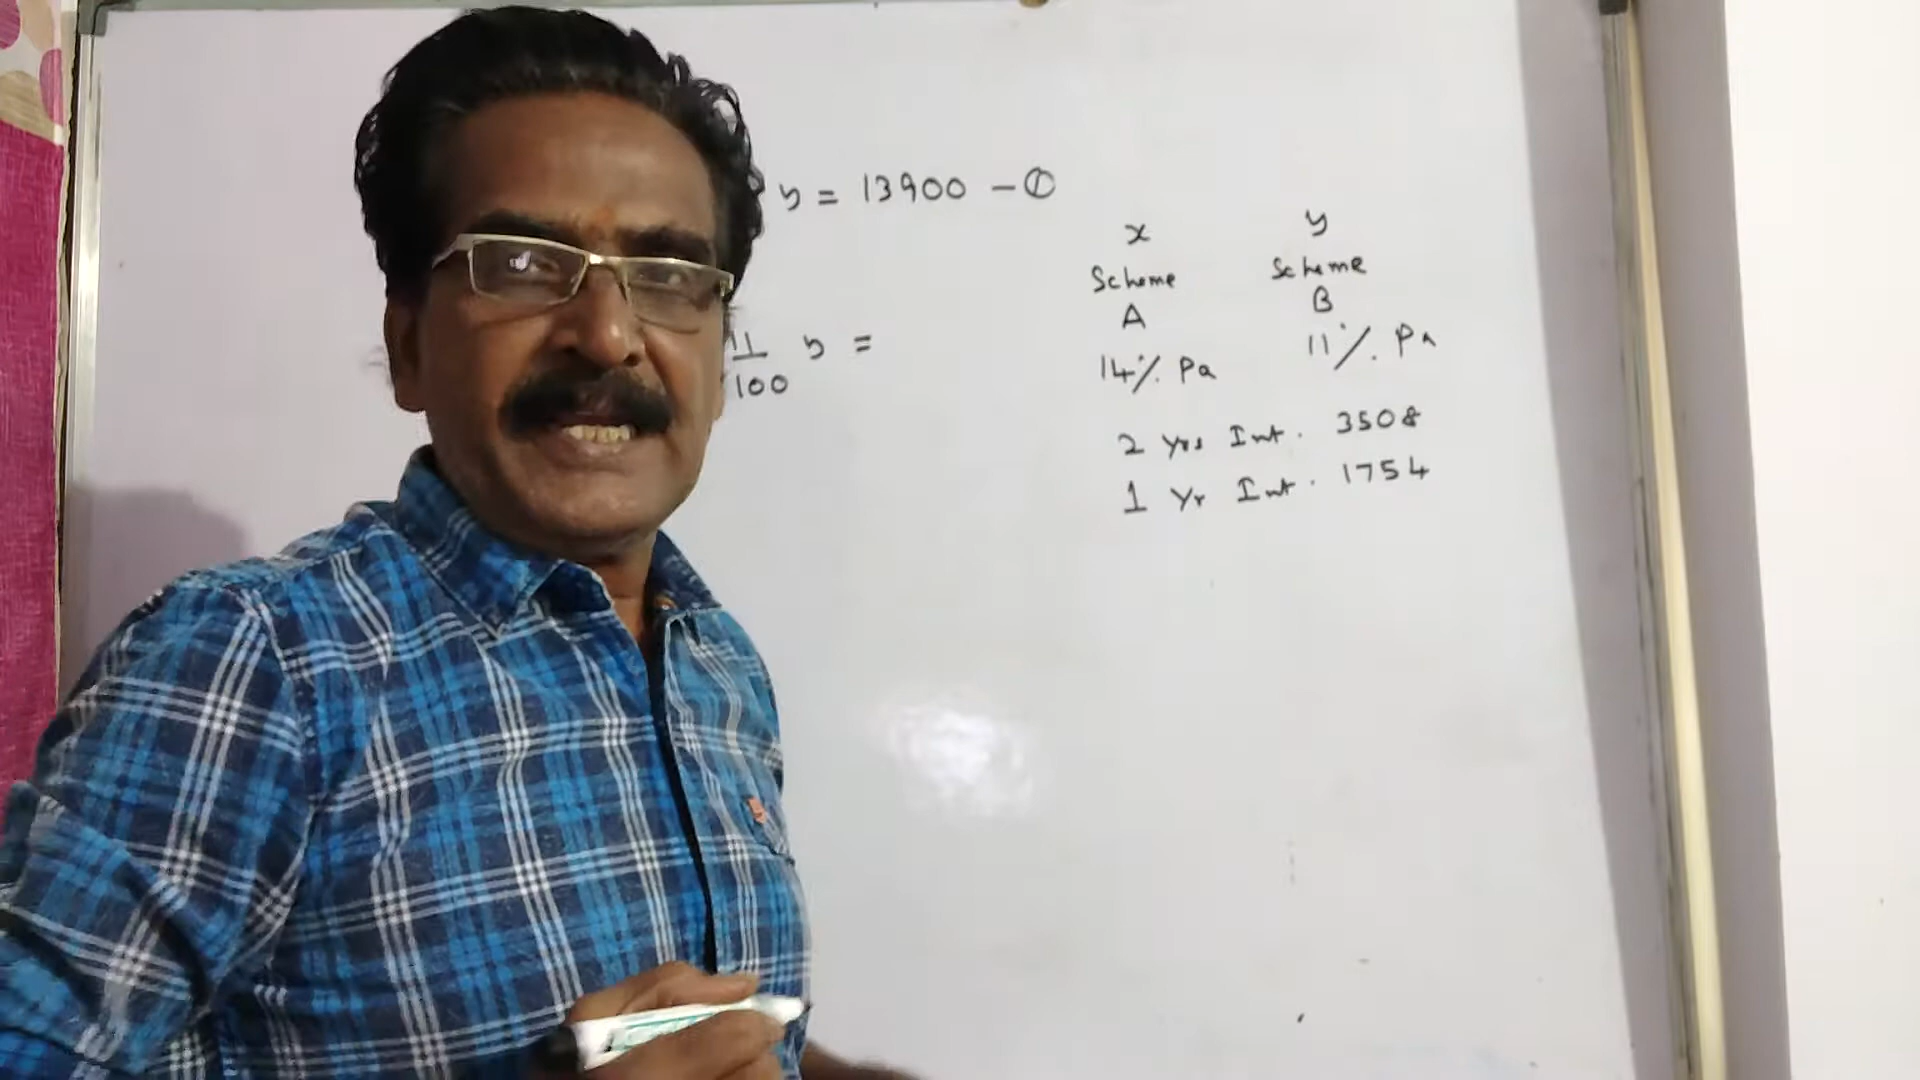 y = 13900 - ①
x y
Scheme Scheme
A B
14% Pa 11% Pa
11/100 y =
2 yrs Int. 3508
1 Yr Int. 1754